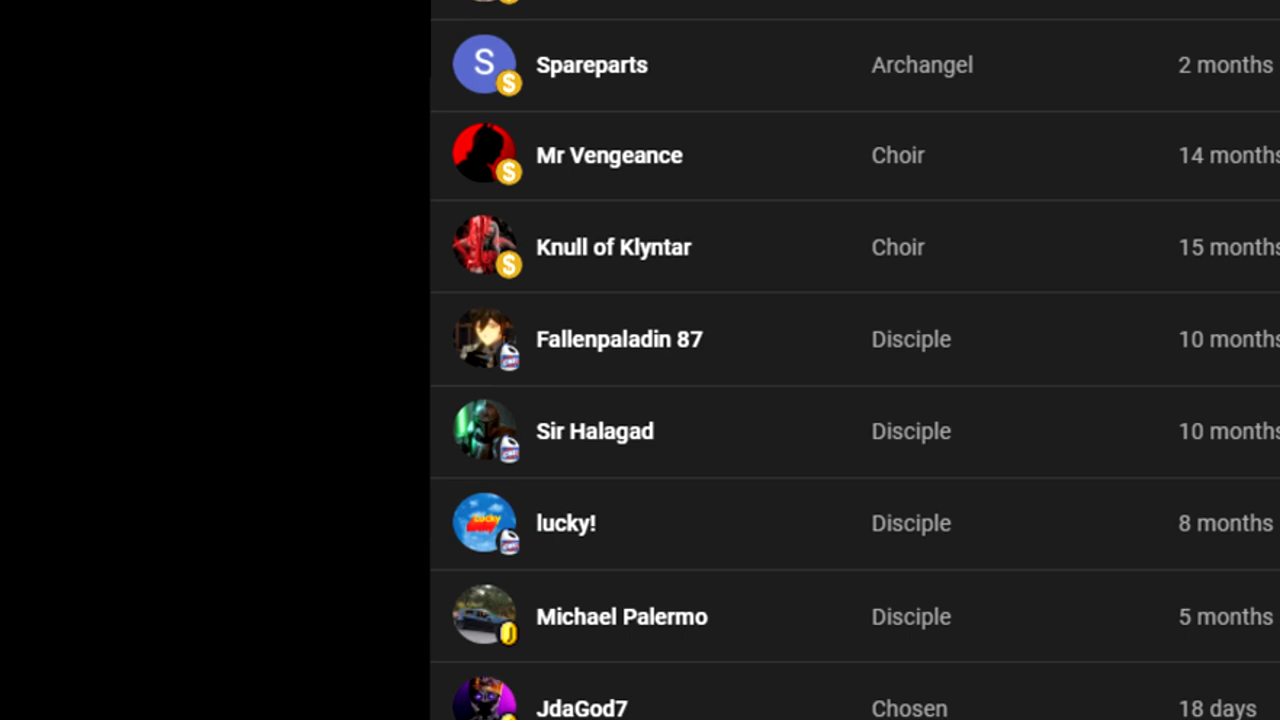 S
Spareparts Archangel 2 months
Mr Vengeance Choir 14 months
Knull of Klyntar Choir 15 months
Fallenpaladin 87 Disciple 10 months
Sir Halagad Disciple 10 months
lucky! Disciple 8 months
Michael Palermo Disciple 5 months
JdaGod7 Chosen 18 days